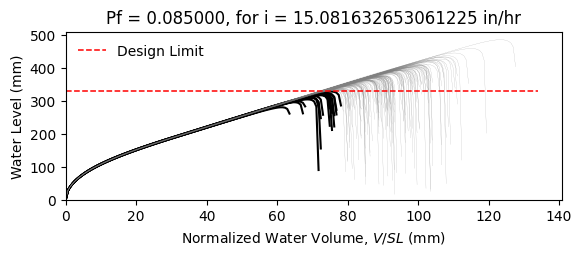 Pf = 0.085000, for i = 15.081632653061225 in/hr
Design Limit
Water Level (mm)
500
400
300
200
100
0
0 20 40 60 80 100 120 140
Normalized Water Volume, V/SL (mm)